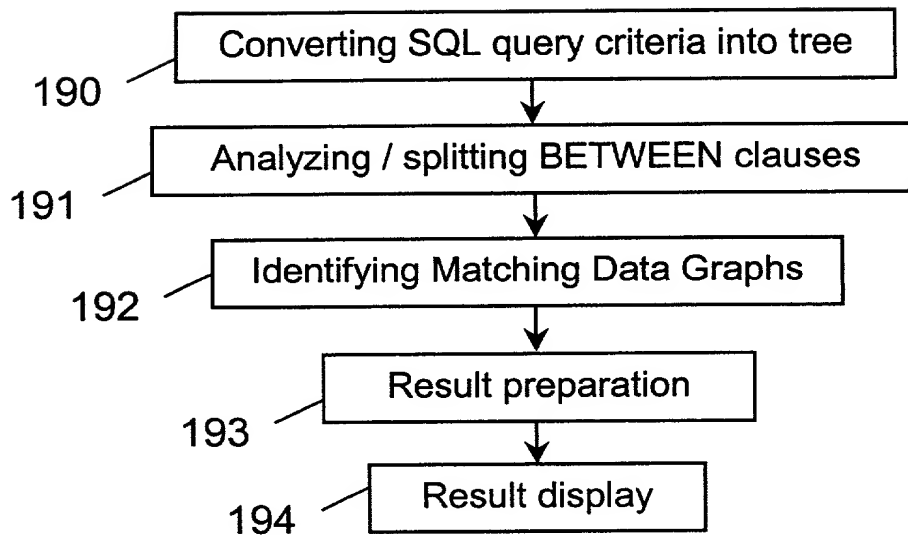 Converting SQL query criteria into tree
190
Analyzing / splitting BETWEEN clauses
191
Identifying Matching Data Graphs
192
Result preparation
193
Result display
194